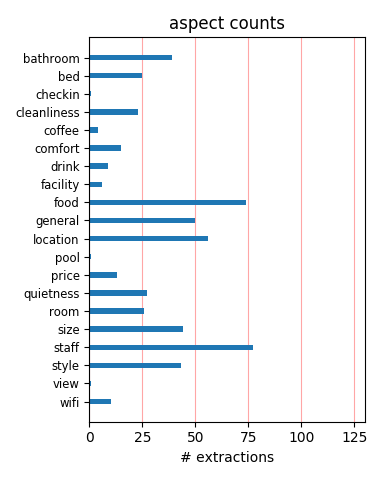 aspect counts
bathroom
bed
checkin
cleanliness
coffee
comfort
drink
facility
food
general
location
pool
price
quietness
room
size
staff
style
view
wifi
0 25 50 75 100 125
# extractions